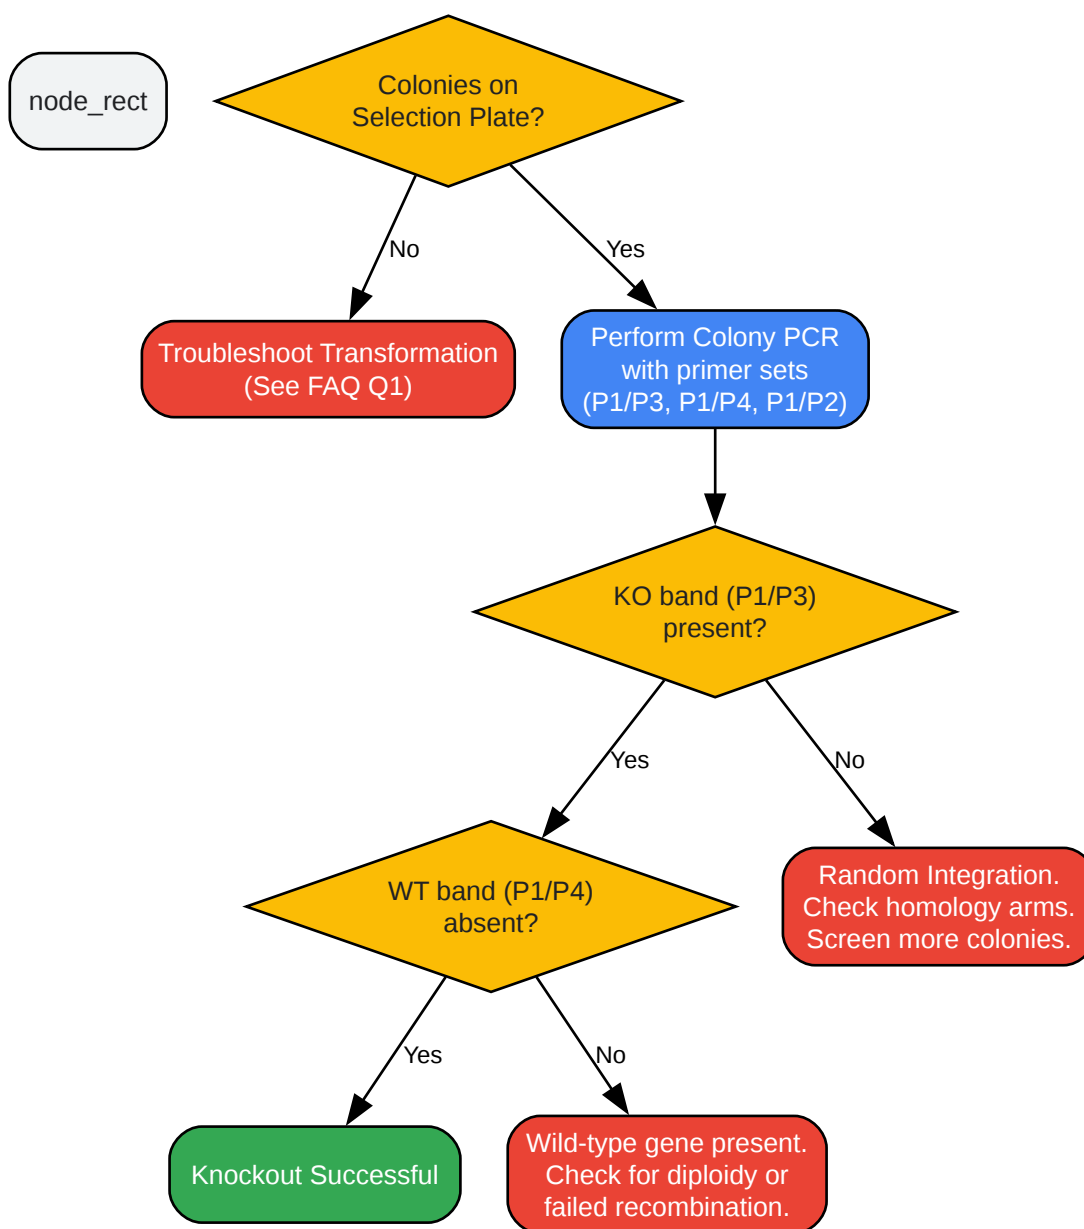 node_rect
Colonies on
Selection Plate?
No
Yes
Troubleshoot Transformation
(See FAQ Q1)
Perform Colony PCR
with primer sets
(P1/P3, P1/P4, P1/P2)
KO band (P1/P3)
present?
Yes
No
WT band (P1/P4)
absent?
Random Integration.
Check homology arms.
Screen more colonies.
Yes
No
Knockout Successful
Wild-type gene present.
Check for diploidy or
failed recombination.